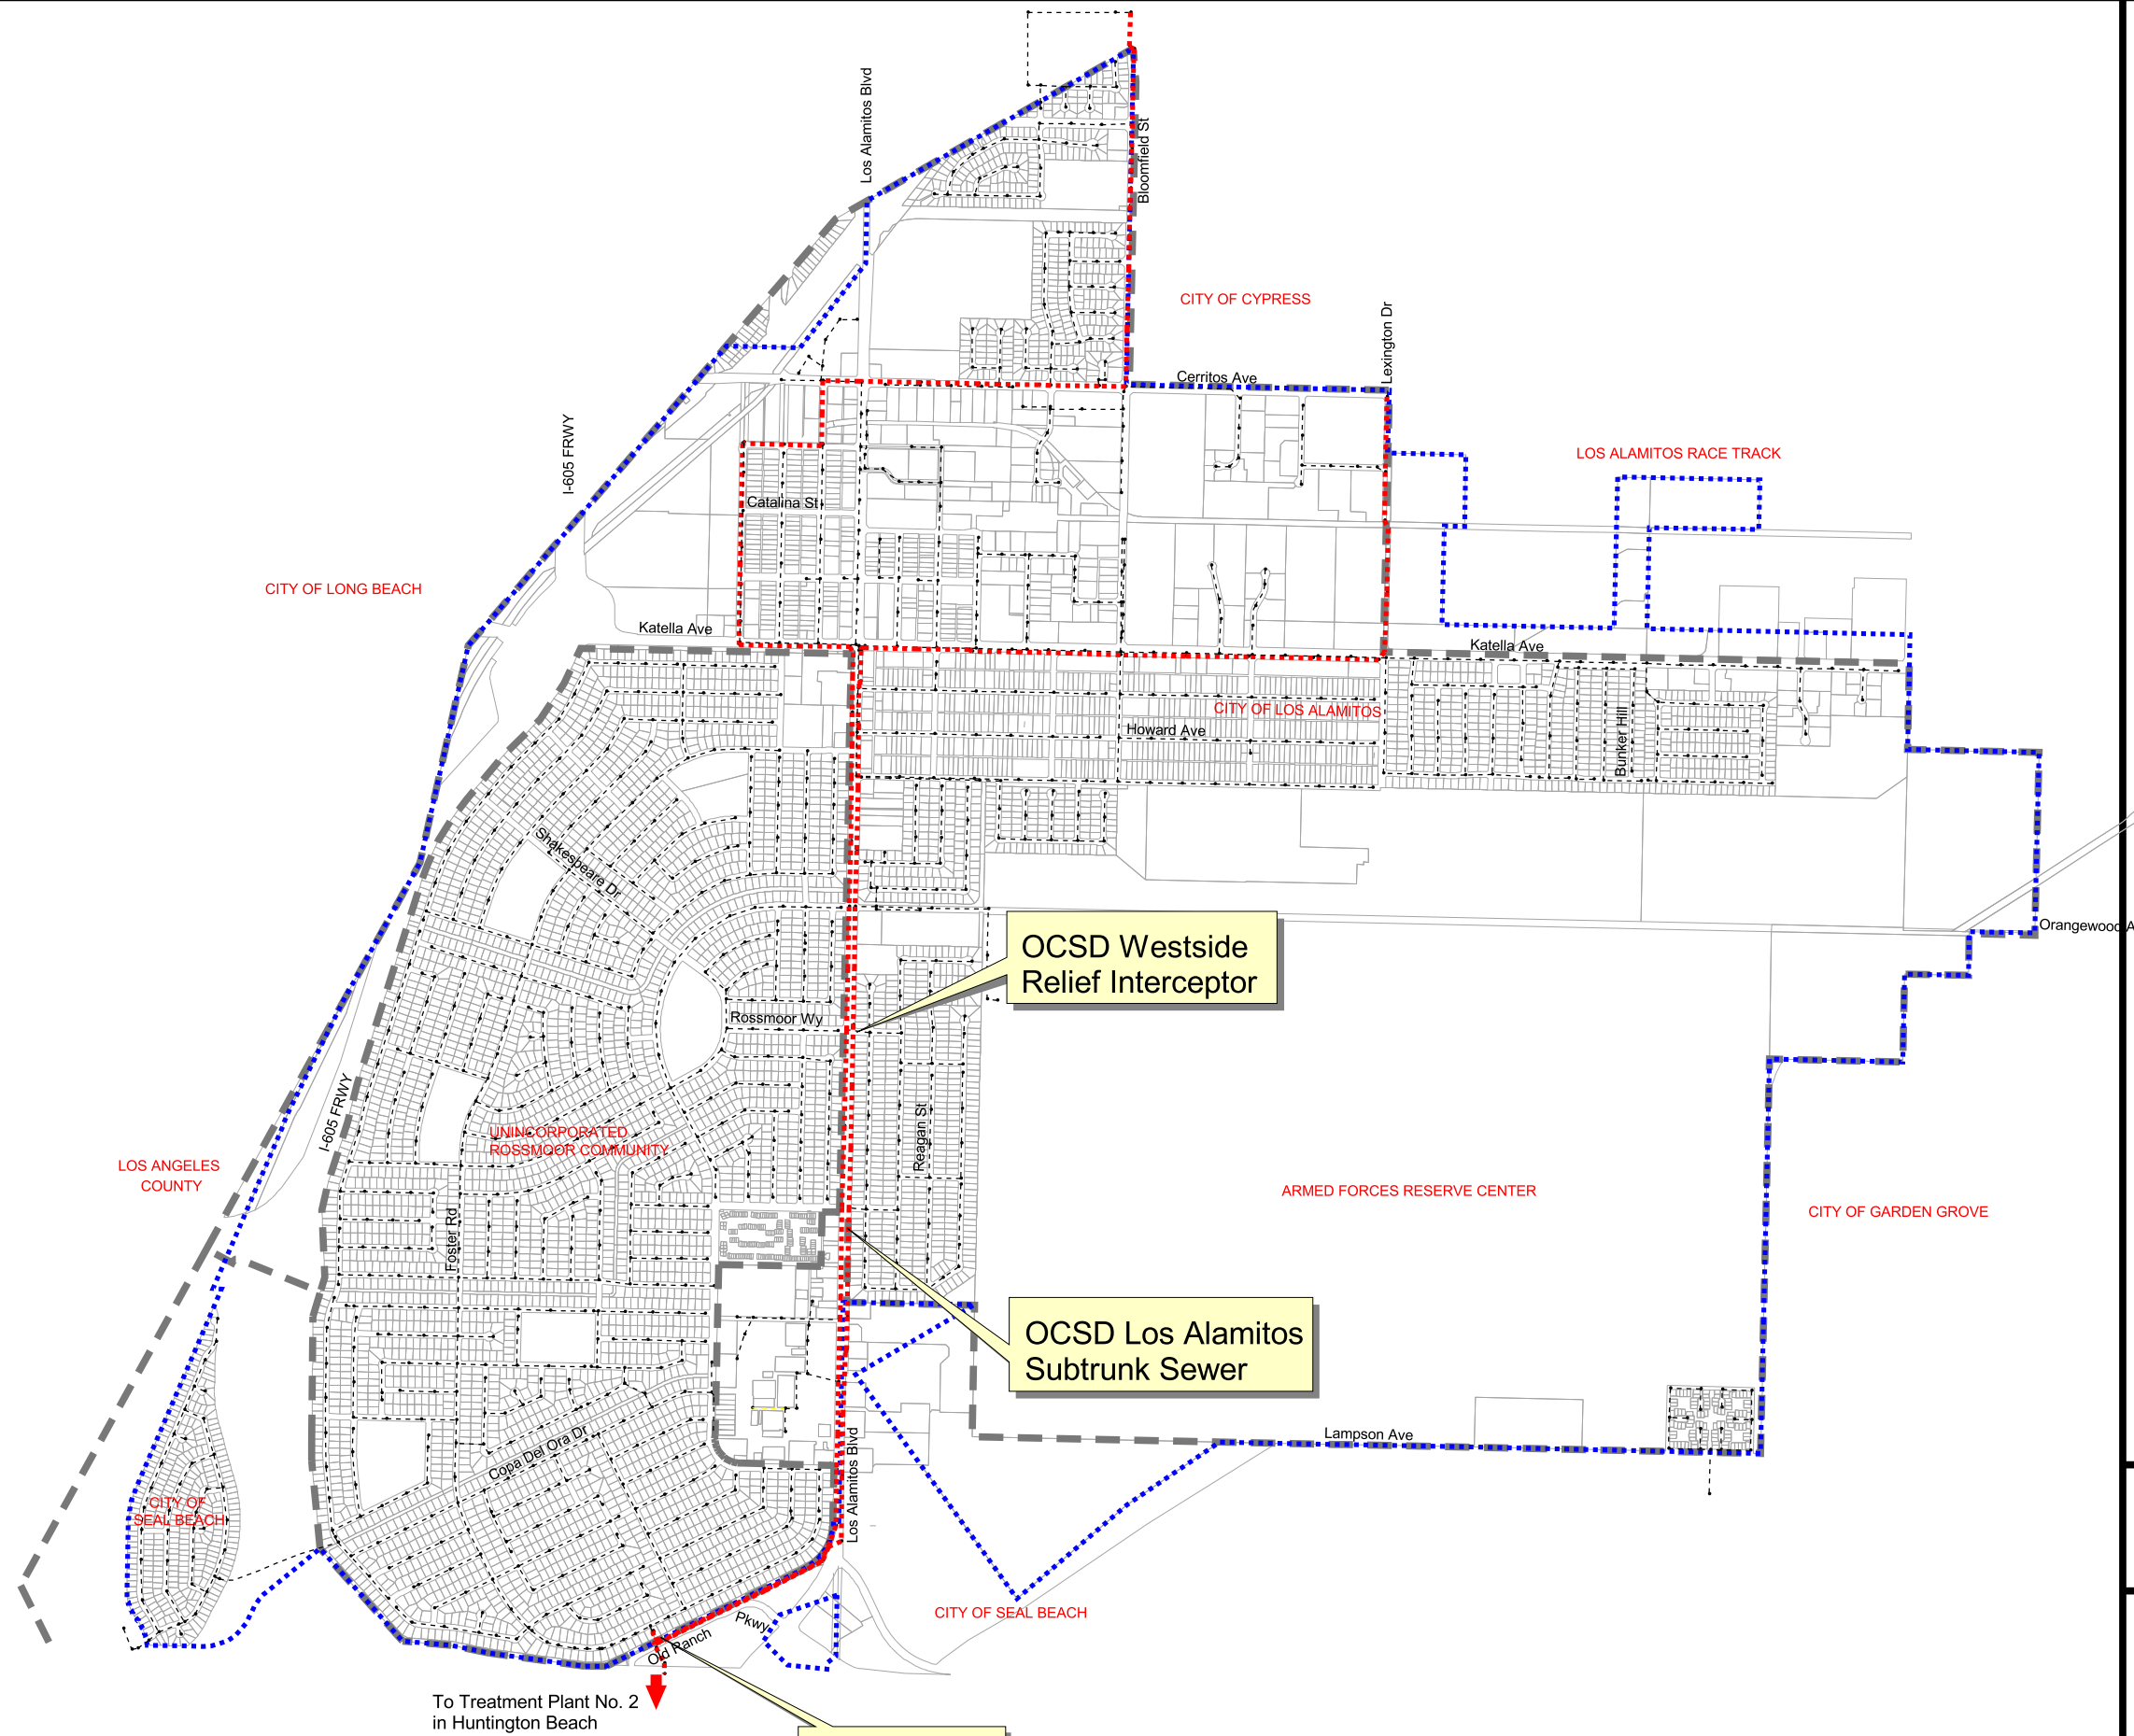 Los Alamitos Blvd
Bloomfield St
CITY OF CYPRESS
Lexington Dr
Cerritos Ave
I-605 FRWY
LOS ALAMITOS RACE TRACK
Catalina St
CITY OF LONG BEACH
Katella Ave
Katella Ave
CITY OF LOS ALAMITOS
Howard Ave
Bunker Hill
Shakespeare Dr
OCSD Westside
Relief Interceptor
Orangewood A
Rossmoor Wy
I-605 FRWY
UNINCORPORATED
ROSSMOOR COMMUNITY
Reagan St
LOS ANGELES
COUNTY
ARMED FORCES RESERVE CENTER
CITY OF GARDEN GROVE
Foster Rd
OCSD Los Alamitos
Subtrunk Sewer
Lampson Ave
Copa Del Ora Dr
Los Alamitos Blvd
CITY OF
SEAL BEACH
CITY OF SEAL BEACH
Old Ranch Pkwy
To Treatment Plant No. 2
in Huntington Beach